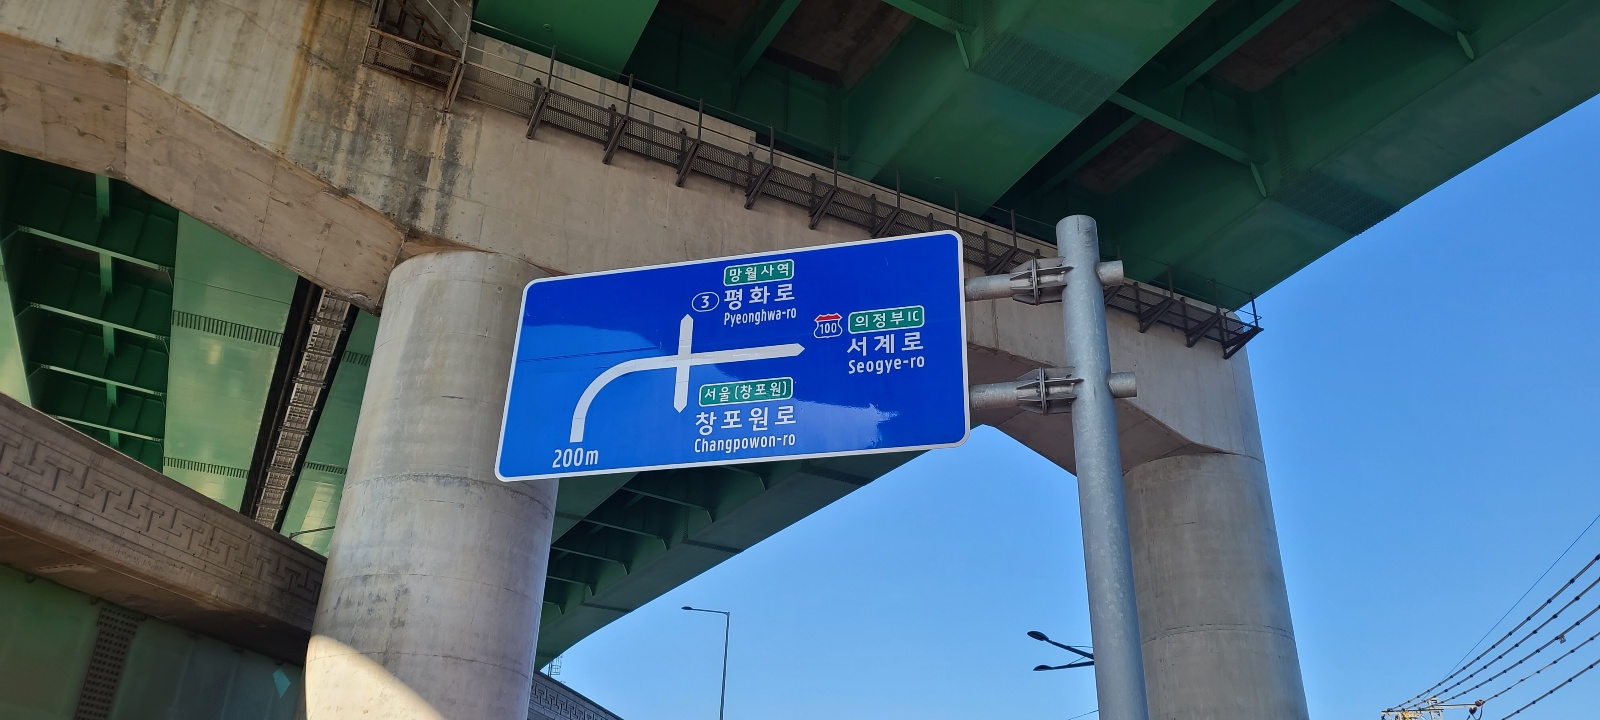 망월사역
3 평화로
Pyeonghwa-ro
100 의정부IC
서계로
Seogye-ro
서울(창포원)
창포원로
Changpowon-ro
200m